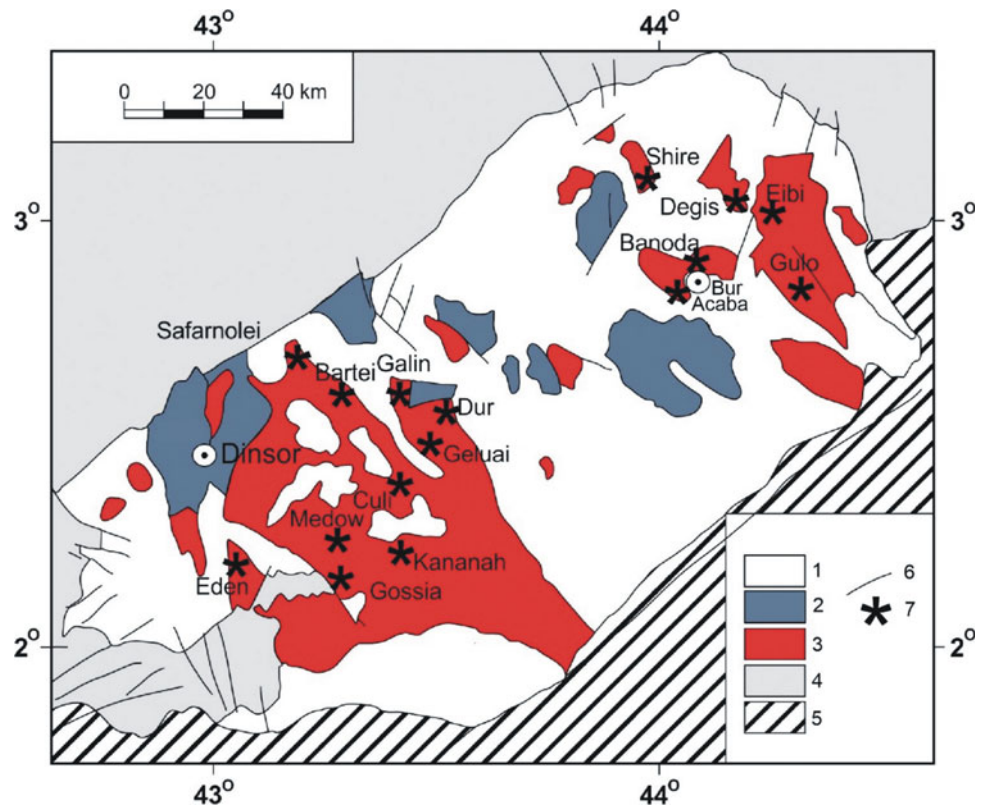 43° 44°
0 20 40 km
Shire
Degis Eibi
3° 3°
Banoda
Gulo
Bur
Acaba
Safarnolei
Bartei Galin
Dur
Dinsor Geluai
Culi
Medow
Kananah
Eden Gossia
1 6
2 7
3
2° 2°
4
5
43° 44°